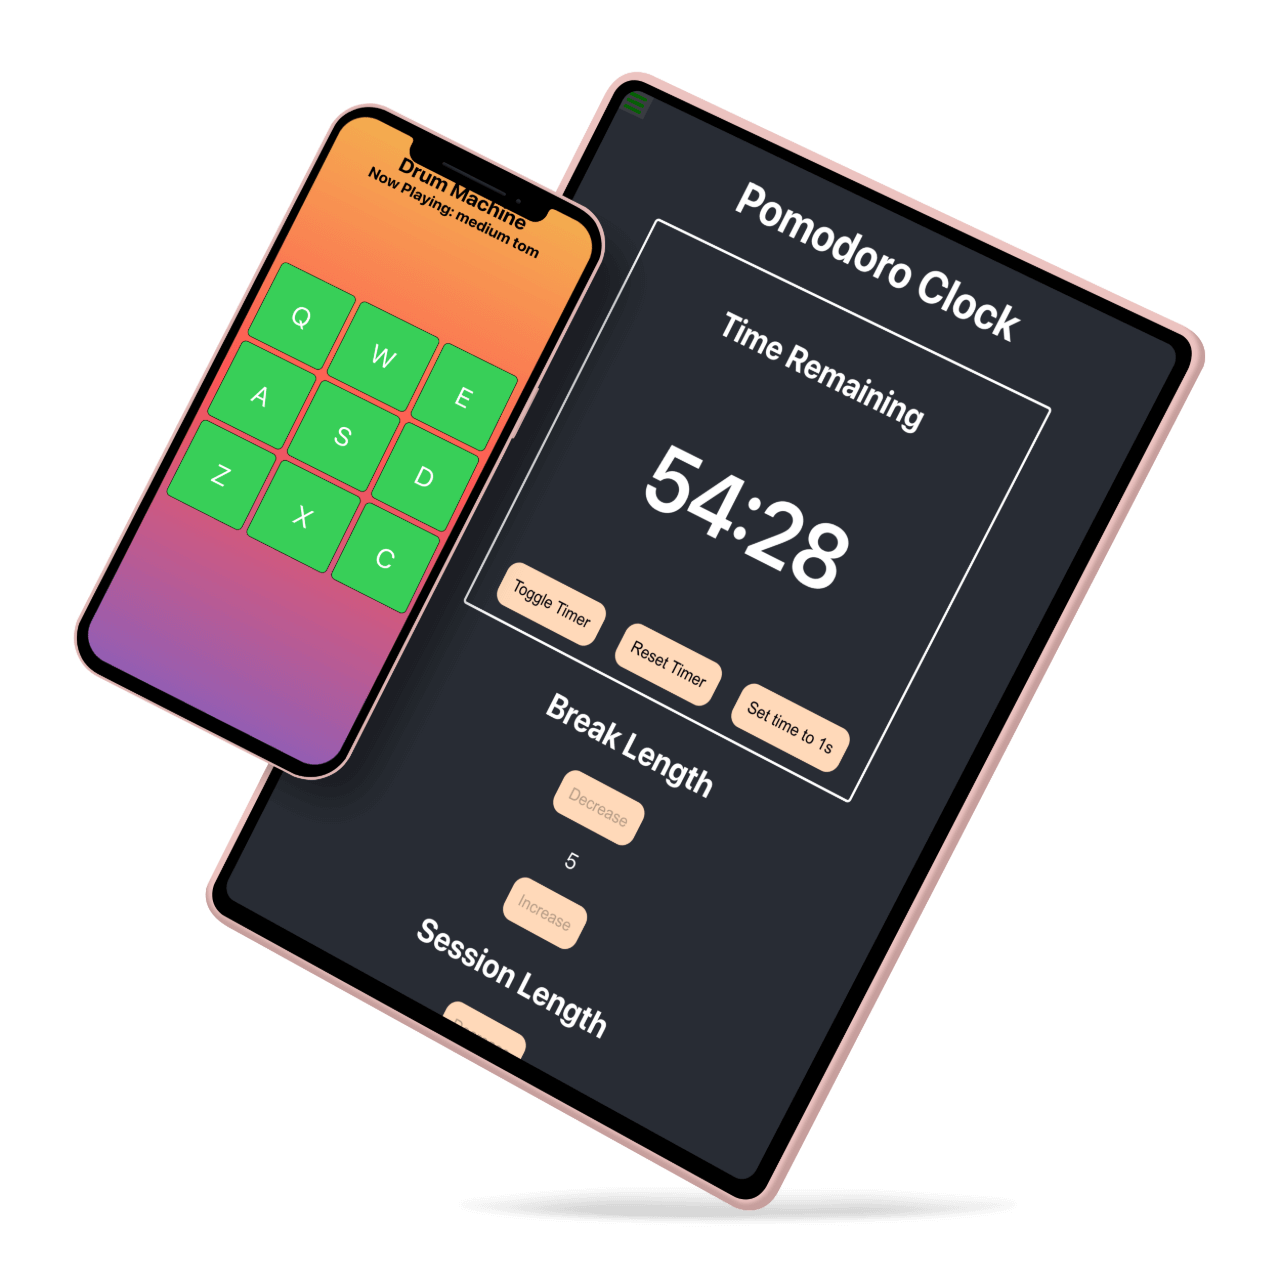 Drum Machine
Now Playing: medium tom
Q
W
E
A
S
D
Z
X
C
Pomodoro Clock
Time Remaining
54:28
Toggle Timer
Reset Timer
Set time to 1s
Break Length
Decrease
5
Increase
Session Length